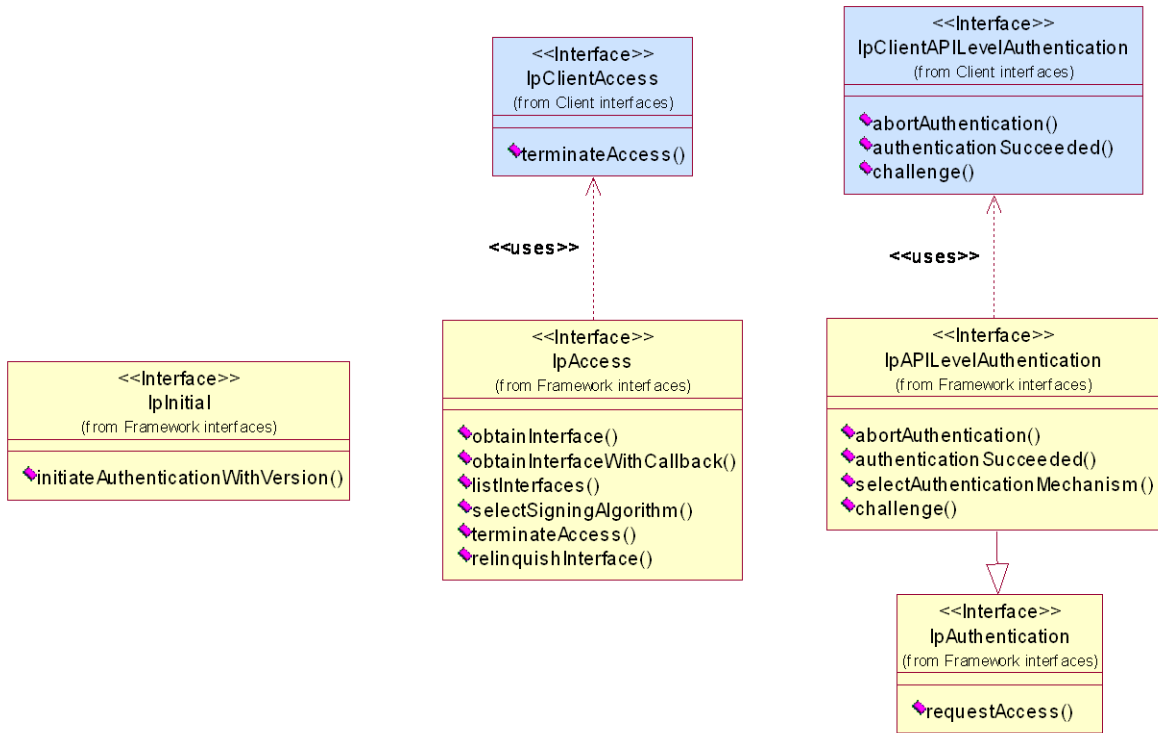 <<Interface>>
IpClientAccess
(from Client interfaces)
terminateAccess()
<<Interface>>
IpClientAPILevelAuthentication
(from Client interfaces)
abortAuthentication()
authenticationSucceeded()
challenge()
<<uses>>
<<uses>>
<<Interface>>
IpInitial
(from Framework interfaces)
initiateAuthenticationWithVersion()
<<Interface>>
IpAccess
(from Framework interfaces)
obtainInterface()
obtainInterfaceWithCallback()
listInterfaces()
selectSigningAlgorithm()
terminateAccess()
relinquishInterface()
<<Interface>>
IpAPILevelAuthentication
(from Framework interfaces)
abortAuthentication()
authenticationSucceeded()
selectAuthenticationMechanism()
challenge()
<<Interface>>
IpAuthentication
(from Framework interfaces)
requestAccess()